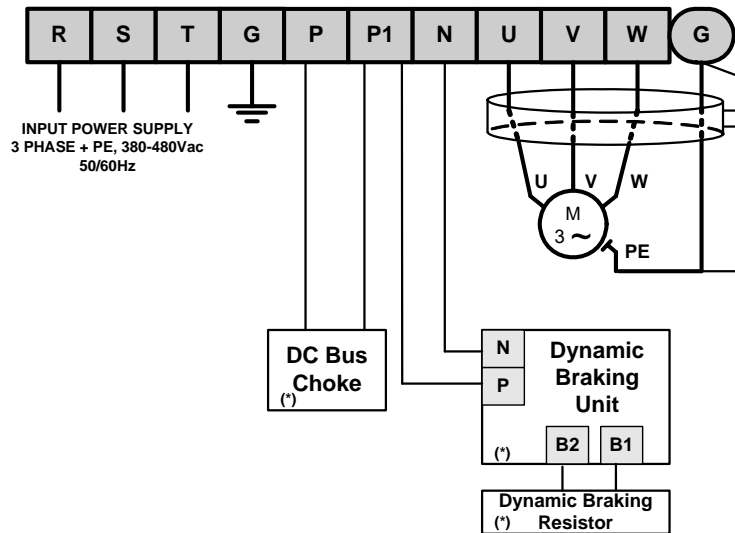 R S T G P P1 N U V W G
INPUT POWER SUPPLY
3 PHASE + PE, 380-480Vac
50/60Hz
U V W
M
3 ~
PE
DC Bus
Choke
(*)
N
P
Dynamic
Braking
Unit
(*)
B2 B1
Dynamic Braking
(*) Resistor